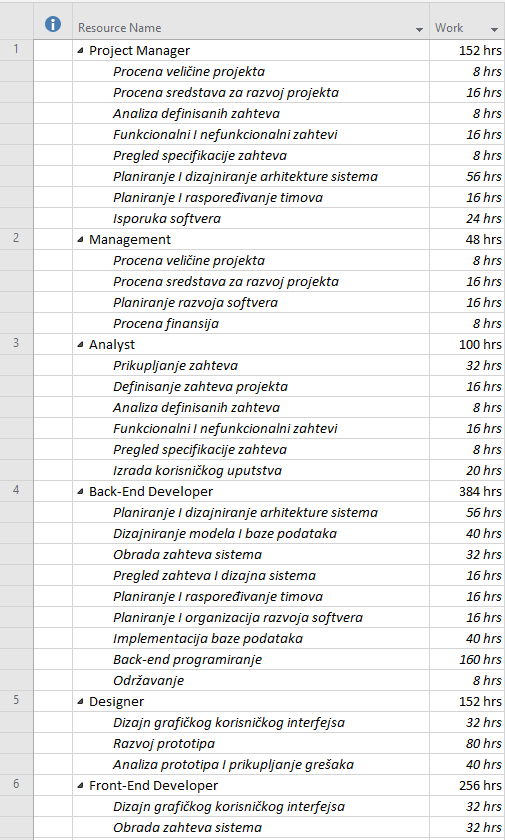 Resource Name Work
1 Project Manager 152 hrs
Procena veličine projekta 8 hrs
Procena sredstava za razvoj projekta 16 hrs
Analiza definisanih zahteva 8 hrs
Funkcionalni I nefunkcionalni zahtevi 16 hrs
Pregled specifikacije zahteva 8 hrs
Planiranje I dizajniranje arhitekture sistema 56 hrs
Planiranje I raspoređivanje timova 16 hrs
Isporuka softvera 24 hrs
2 Management 48 hrs
Procena veličine projekta 8 hrs
Procena sredstava za razvoj projekta 16 hrs
Planiranje razvoja softvera 16 hrs
Procena finansija 8 hrs
3 Analyst 100 hrs
Prikupljanje zahteva 32 hrs
Definisanje zahteva projekta 16 hrs
Analiza definisanih zahteva 8 hrs
Funkcionalni I nefunkcionalni zahtevi 16 hrs
Pregled specifikacije zahteva 8 hrs
Izrada korisničkog uputstva 20 hrs
4 Back-End Developer 384 hrs
Planiranje I dizajniranje arhitekture sistema 56 hrs
Dizajniranje modela I baze podataka 40 hrs
Obrada zahteva sistema 32 hrs
Pregled zahteva I dizajna sistema 16 hrs
Planiranje I raspoređivanje timova 16 hrs
Planiranje I organizacija razvoja softvera 16 hrs
Implementacija baze podataka 40 hrs
Back-end programiranje 160 hrs
Održavanje 8 hrs
5 Designer 152 hrs
Dizajn grafičkog korisničkog interfejsa 32 hrs
Razvoj prototipa 80 hrs
Analiza prototipa I prikupljanje grešaka 40 hrs
6 Front-End Developer 256 hrs
Dizajn grafičkog korisničkog interfejsa 32 hrs
Obrada zahteva sistema 32 hrs